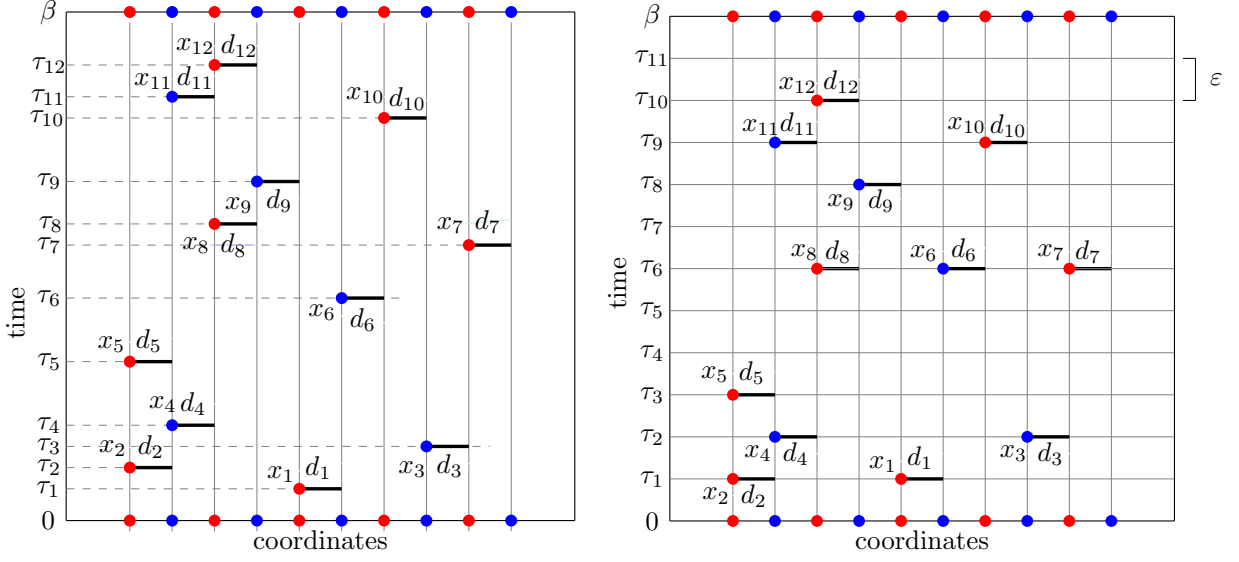 β
τ₁₂
x₁₂ d₁₂
τ₁₁
x₁₁ d₁₁
τ₁₀
x₁₀ d₁₀
τ₉
x₉ d₉
τ₈
x₈ d₈
τ₇
x₇ d₇
τ₆
x₆ d₆
τ₅
x₅ d₅
τ₄
x₄ d₄
τ₃
x₃ d₃
τ₂
x₂ d₂
τ₁
x₁ d₁
0
time
coordinates
β
τ₁₁
ε
τ₁₀
x₁₂ d₁₂
τ₉
x₁₁ d₁₁
x₁₀ d₁₀
τ₈
x₉ d₉
τ₇
τ₆
x₈ d₈
x₆ d₆
x₇ d₇
τ₅
τ₄
τ₃
x₅ d₅
τ₂
x₄ d₄
x₃ d₃
τ₁
x₂ d₂
x₁ d₁
0
time
coordinates